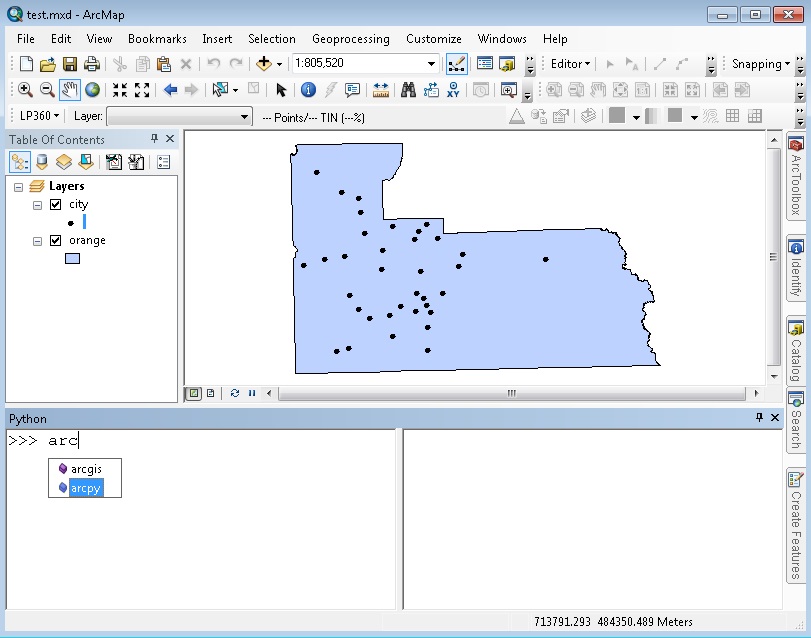 test.mxd - ArcMap
File Edit View Bookmarks Insert Selection Geoprocessing Customize Windows Help
1:805,520 Editor Snapping
XY
LP360 Layer: --- Points/--- TIN (---%)
Table Of Contents
Layers
city
orange
ArcToolbox
Identify
Catalog
Search
Create Features
Python
>>> arc
arcgis
arcpy
713791.293 484350.489 Meters